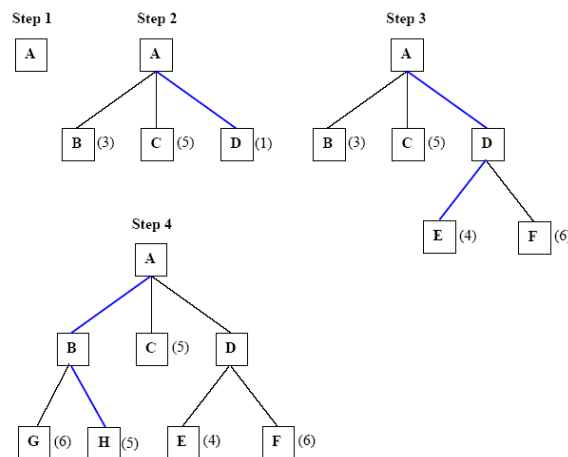 Step 1
Step 2
Step 3
A
A
A
B (3)
C (5)
D (1)
B (3)
C (5)
D
E (4)
F (6)
Step 4
A
B
C (5)
D
G (6)
H (5)
E (4)
F (6)